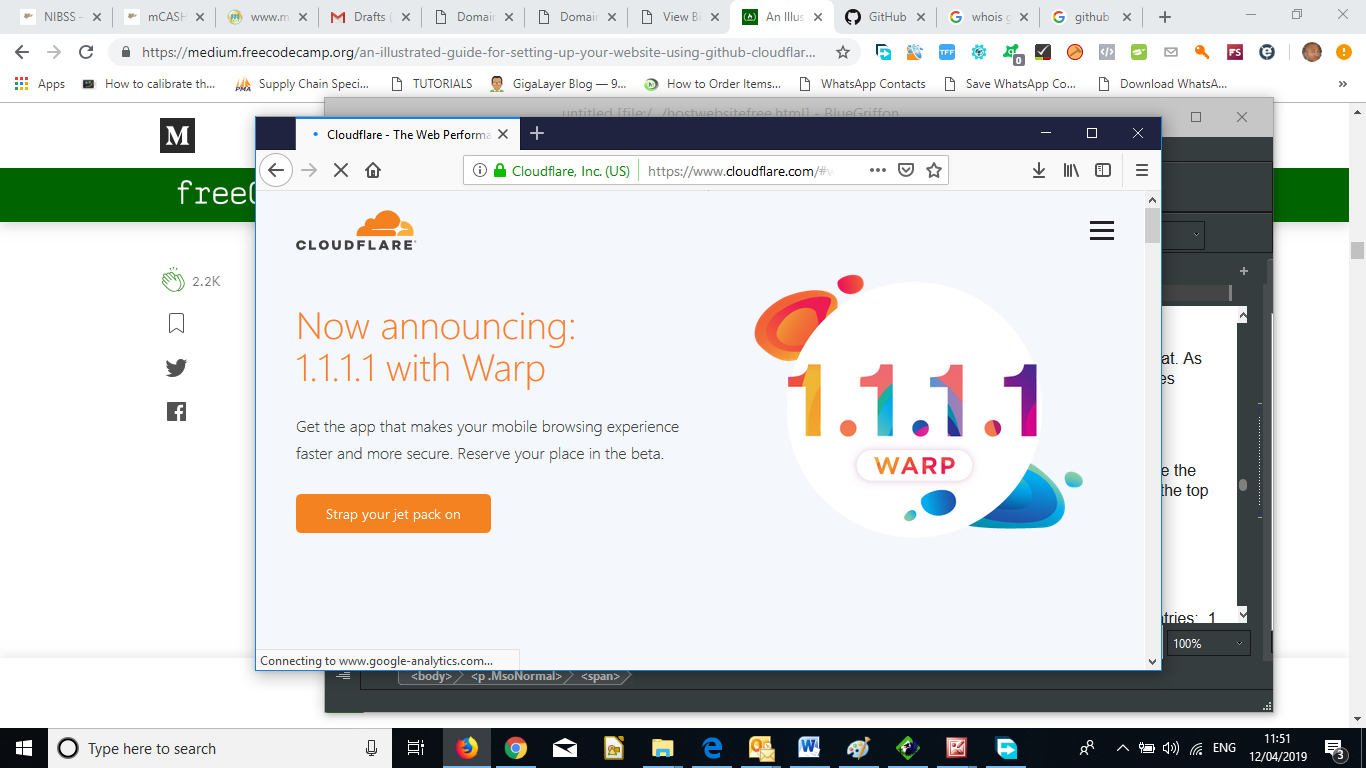 NIBSS –
mCASH
www.m
Drafts (
Domain
Domain
View Bi
An Illus
GitHub
whois g
github
https://medium.freecodecamp.org/an-illustrated-guide-for-setting-up-your-website-using-github-cloudflar...
TFF
0
FS
Apps
How to calibrate th...
Supply Chain Speci...
TUTORIALS
GigaLayer Blog — 9...
How to Order Items...
WhatsApp Contacts
Save WhatsApp Co...
Download WhatsA...
»
untitled [file:/.../hostwebsitefree.html] - BlueGriffon
M
free
2.2K
Cloudflare - The Web Performa
Cloudflare, Inc. (US)
https://www.cloudflare.com/#w
CLOUDFLARE
Now announcing:
1.1.1.1 with Warp
Get the app that makes your mobile browsing experience
faster and more secure. Reserve your place in the beta.
Strap your jet pack on
1.1.1.1
WARP
at. As
es
e the
the top
tries: 1
100%
Connecting to www.google-analytics.com...
<body>
<p .MsoNormal>
<span>
Type here to search
ENG
11:51
12/04/2019
3